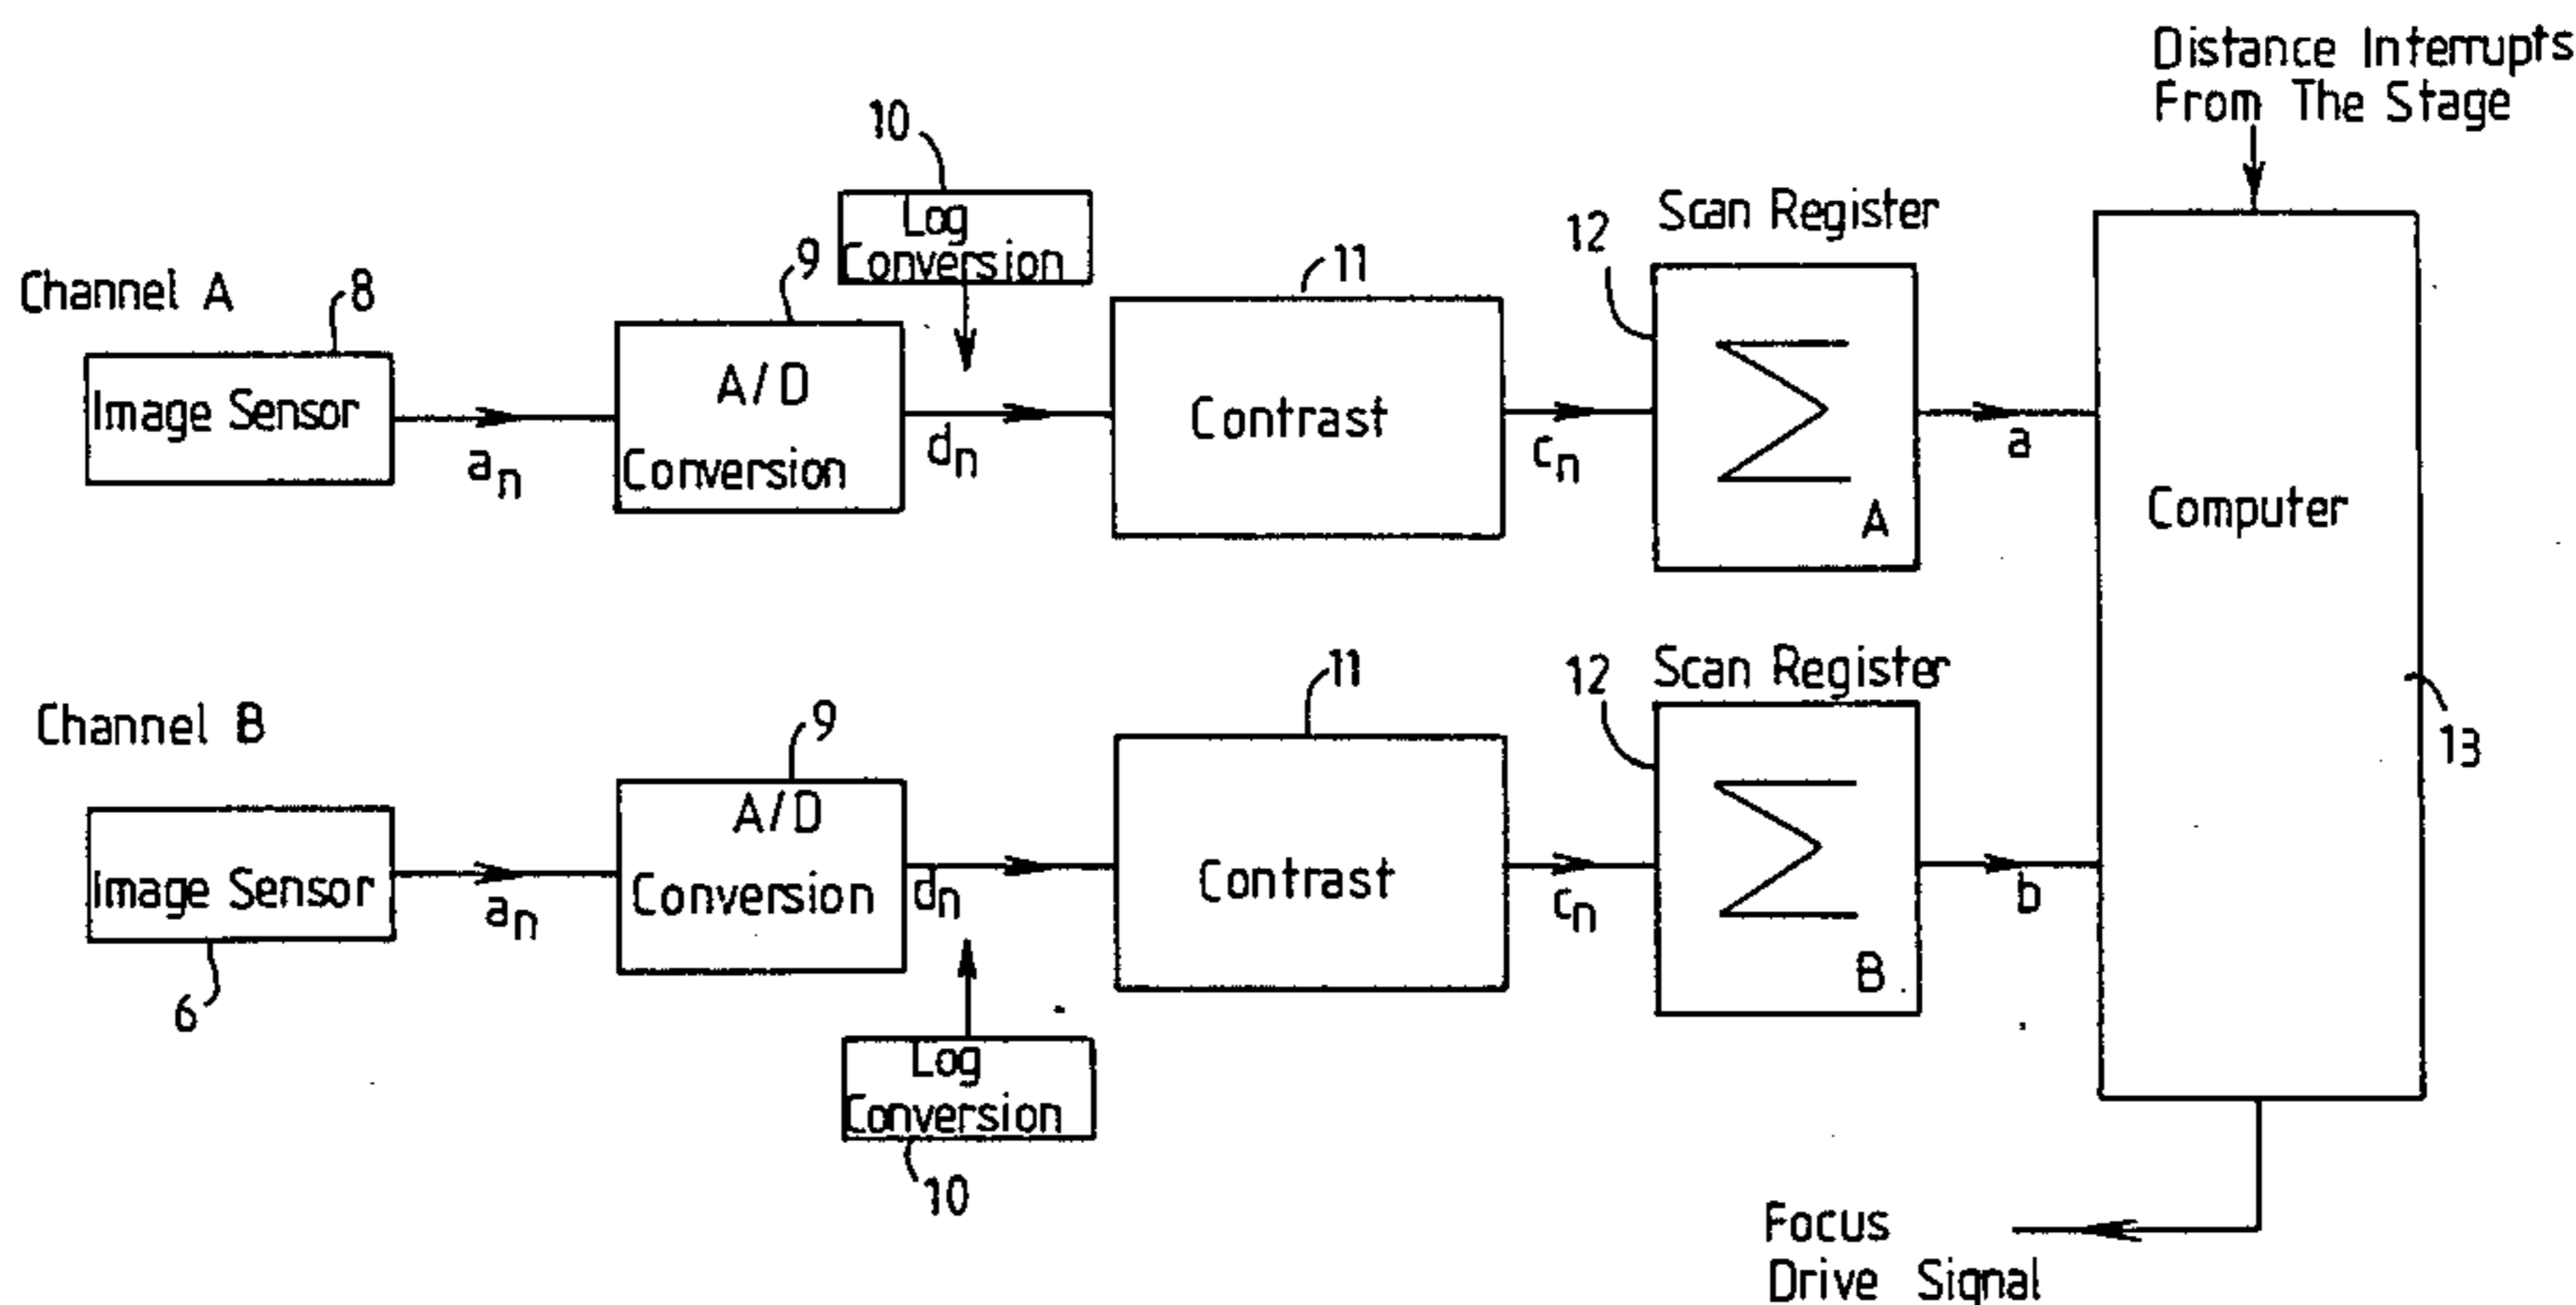 Distance Interrupts
From The Stage
10
Log
Conversion
Scan Register
12
11
9
Channel A
8
Image Sensor
an
A/D
Conversion
dn
Contrast
cn
A
a
Computer
Scan Register
12
11
9
Channel B
13
Image Sensor
an
A/D
Conversion
dn
Contrast
cn
B
b
6
Log
Conversion
10
Focus
Drive Signal